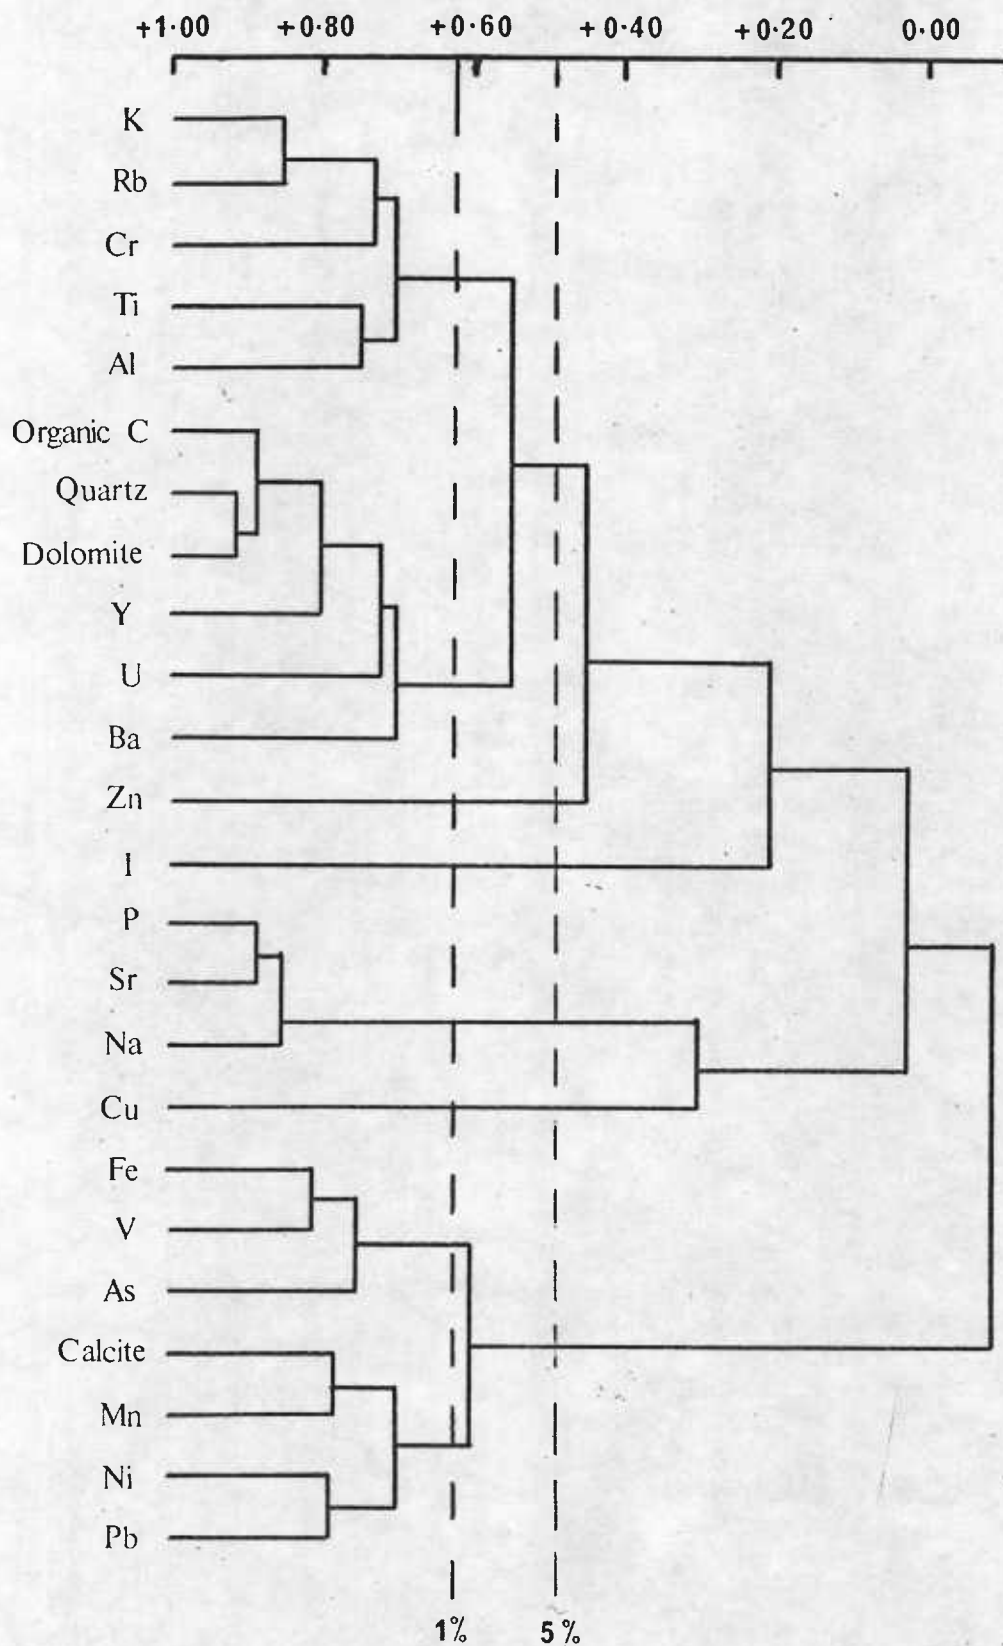 +1·00 +0·80 +0·60 +0·40 +0·20 0·00
K
Rb
Cr
Ti
Al
Organic C
Quartz
Dolomite
Y
U
Ba
Zn
I
P
Sr
Na
Cu
Fe
V
As
Calcite
Mn
Ni
Pb
1% 5%